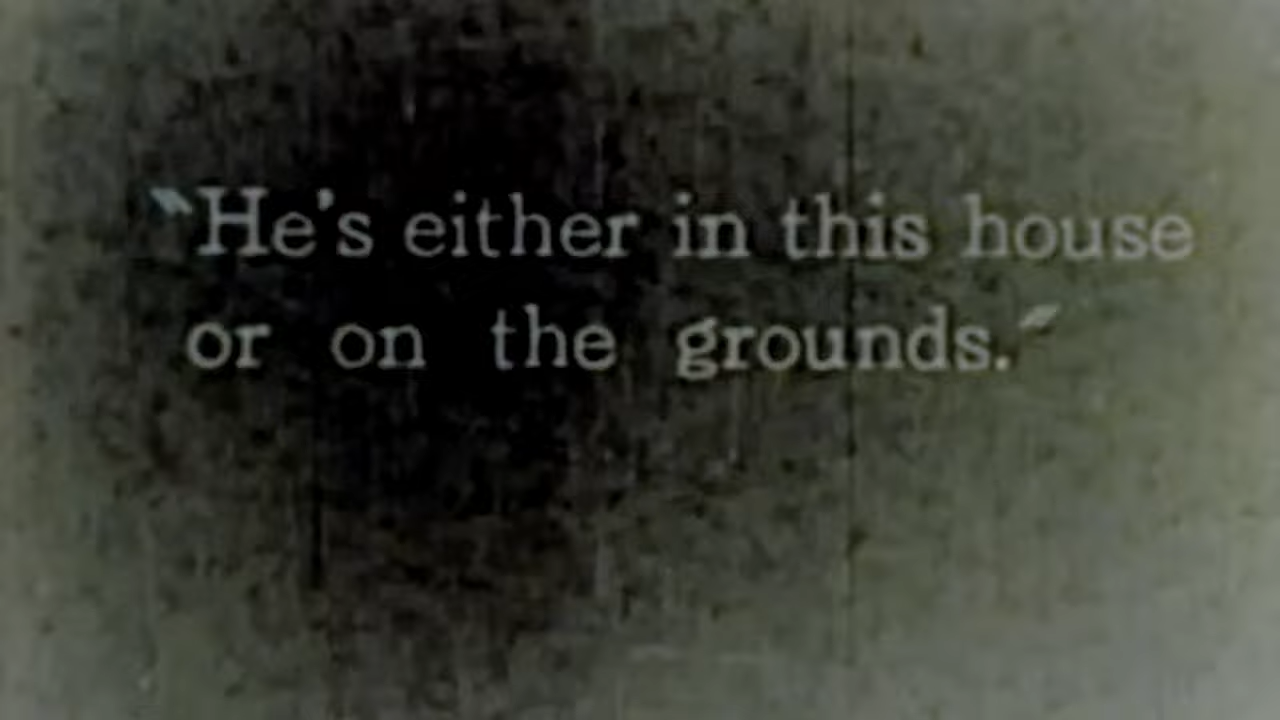 "He's either in this house
or on the grounds."